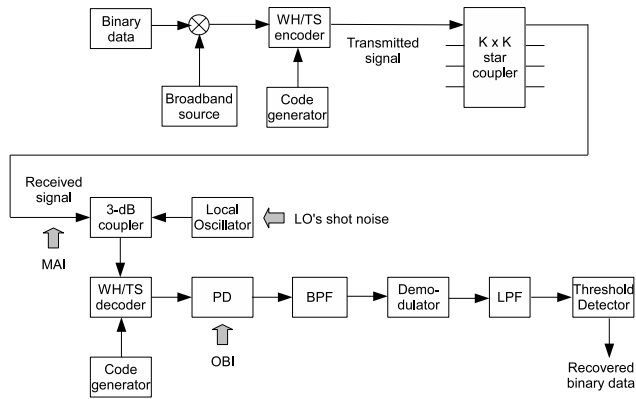 Binary
data
WH/TS
encoder
Transmitted
signal
K x K
star
coupler
Broadband
source
Code
generator
Received
signal
3-dB
coupler
Local
Oscillator
LO's shot noise
MAI
WH/TS
decoder
PD
BPF
Demo-
dulator
LPF
Threshold
Detector
OBI
Code
generator
Recovered
binary data